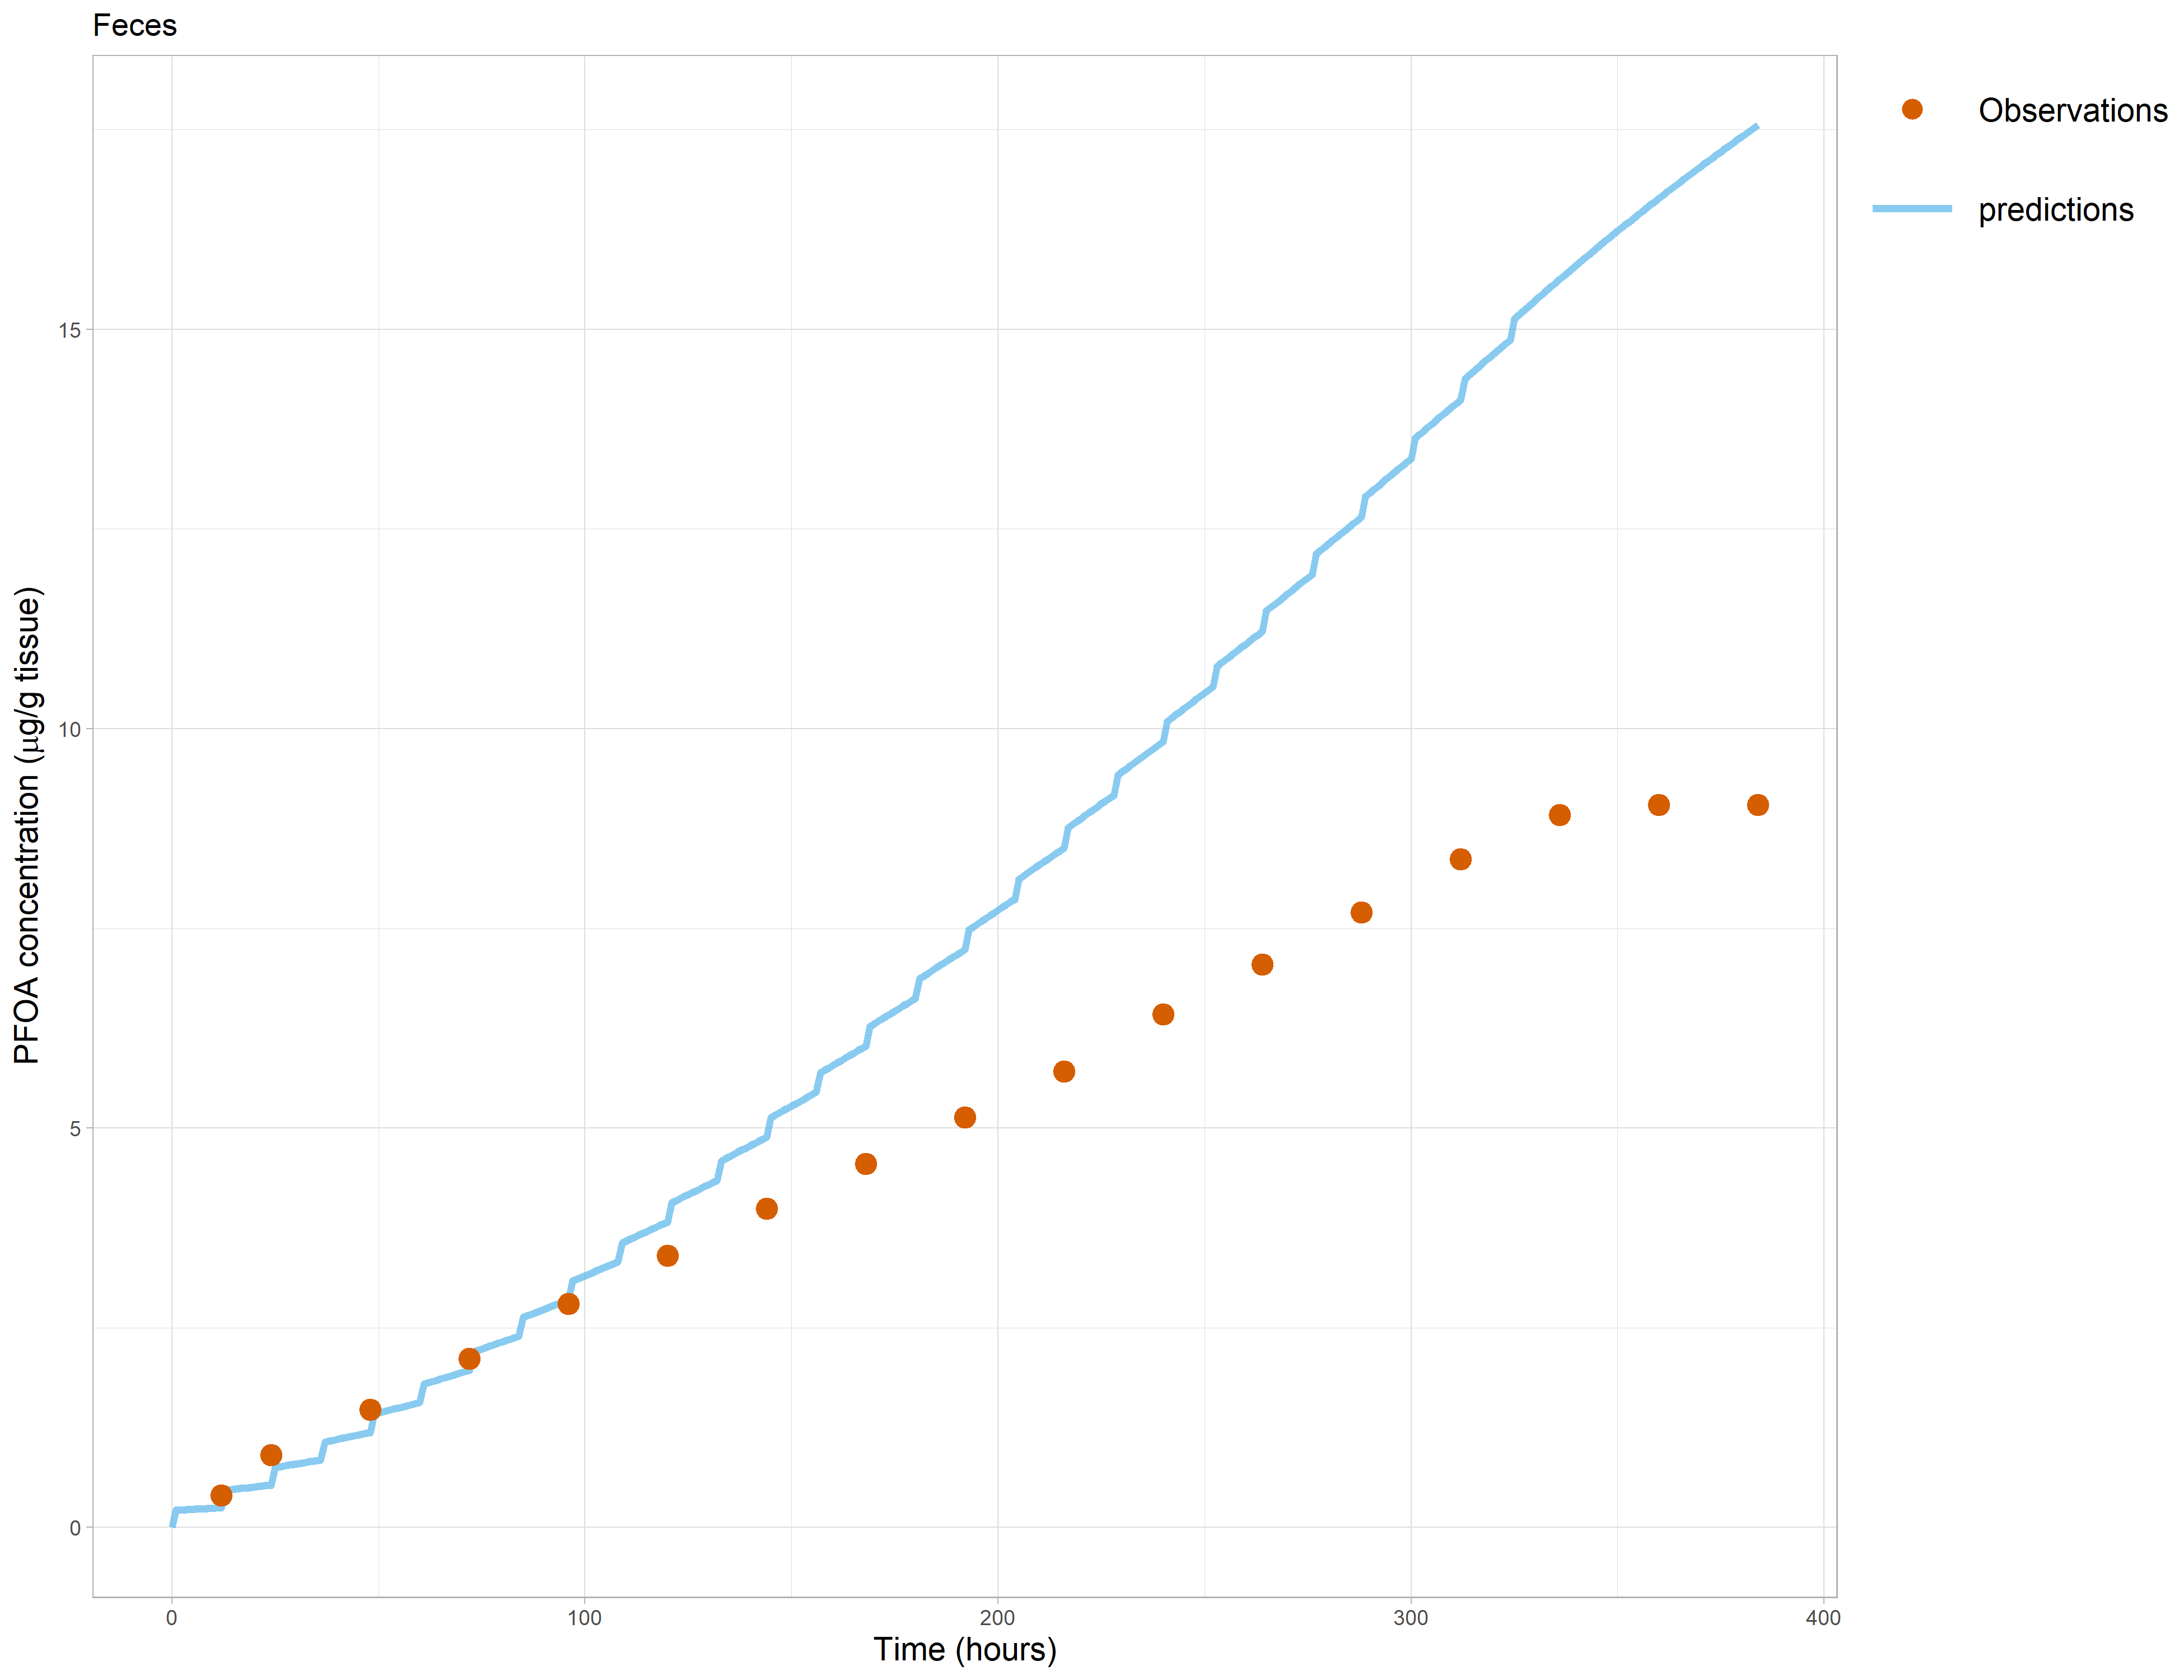 Feces
Observations
predictions
PFOA concentration (μg/g tissue)
15
10
5
0
0
100
200
300
400
Time (hours)